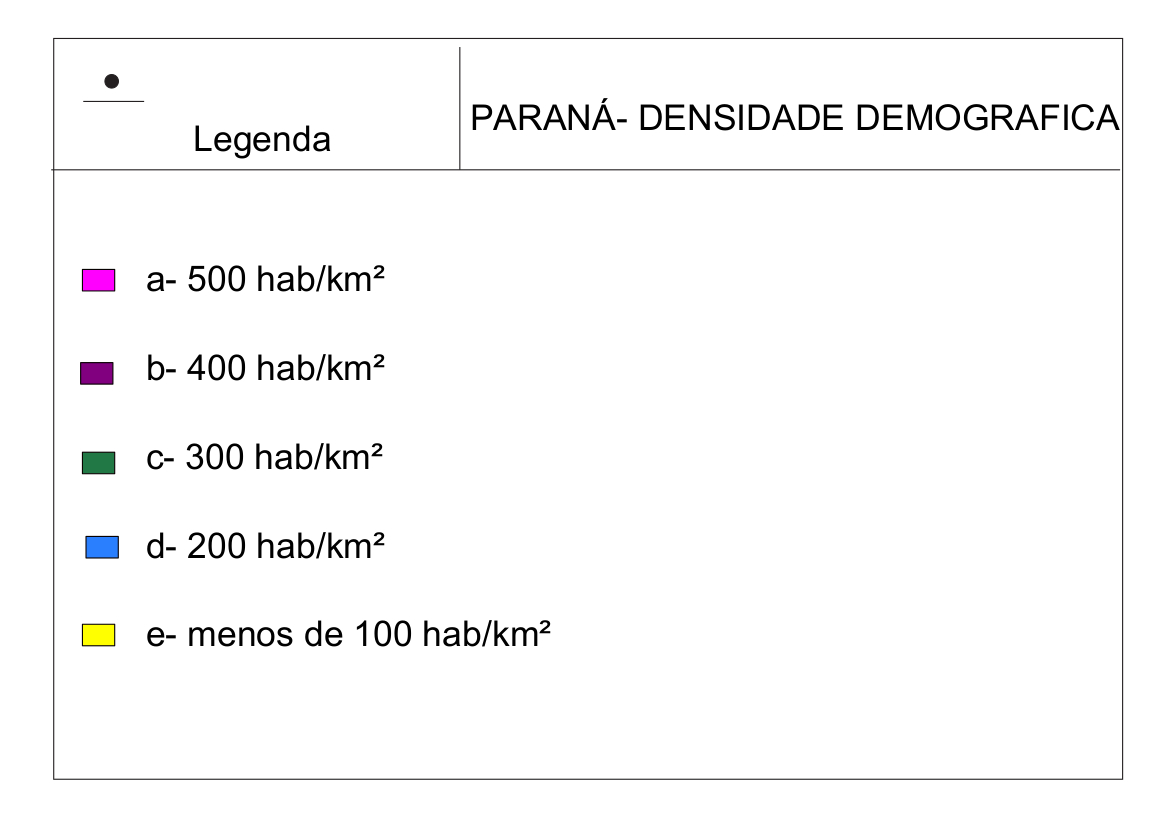 Legenda
PARANÁ- DENSIDADE DEMOGRAFICA
a- 500 hab/km²
b- 400 hab/km²
c- 300 hab/km²
d- 200 hab/km²
e- menos de 100 hab/km²